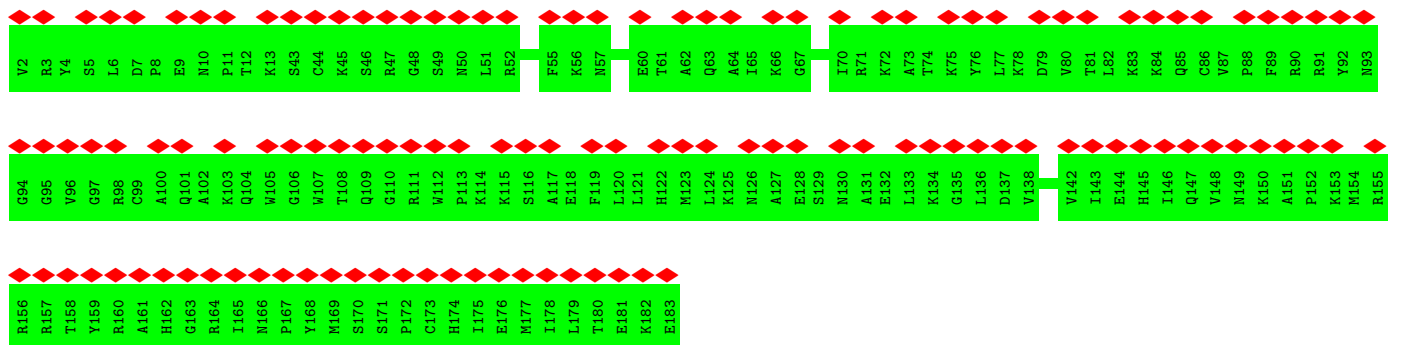 V2 R3 Y4 S5 L6 D7 P8 E9 N10 P11 T12 K13 S43 C44 K45 S46 R47 G48 S49 N50 L51 R52 F55 K56 N57 E60 T61 A62 Q63 A64 I65 K66 G67 I70 R71 K72 A73 T74 K75 Y76 L77 K78 D79 V80 T81 L82 K83 K84 Q85 C86 V87 P88 F89 R90 R91 Y92 N93
G94 G95 V96 G97 R98 C99 A100 Q101 A102 K103 Q104 W105 G106 W107 T108 Q109 G110 R111 W112 P113 K114 K115 S116 A117 E118 F119 L120 L121 H122 M123 L124 K125 N126 A127 E128 S129 N130 A131 E132 L133 K134 G135 L136 D137 V138 V142 I143 E144 H145 I146 Q147 V148 N149 K150 A151 P152 K153 M154 R155
R156 R157 T158 Y159 R160 A161 H162 G163 R164 I165 N166 P167 Y168 M169 S170 S171 P172 C173 H174 I175 E176 M177 I178 L179 T180 E181 K182 E183